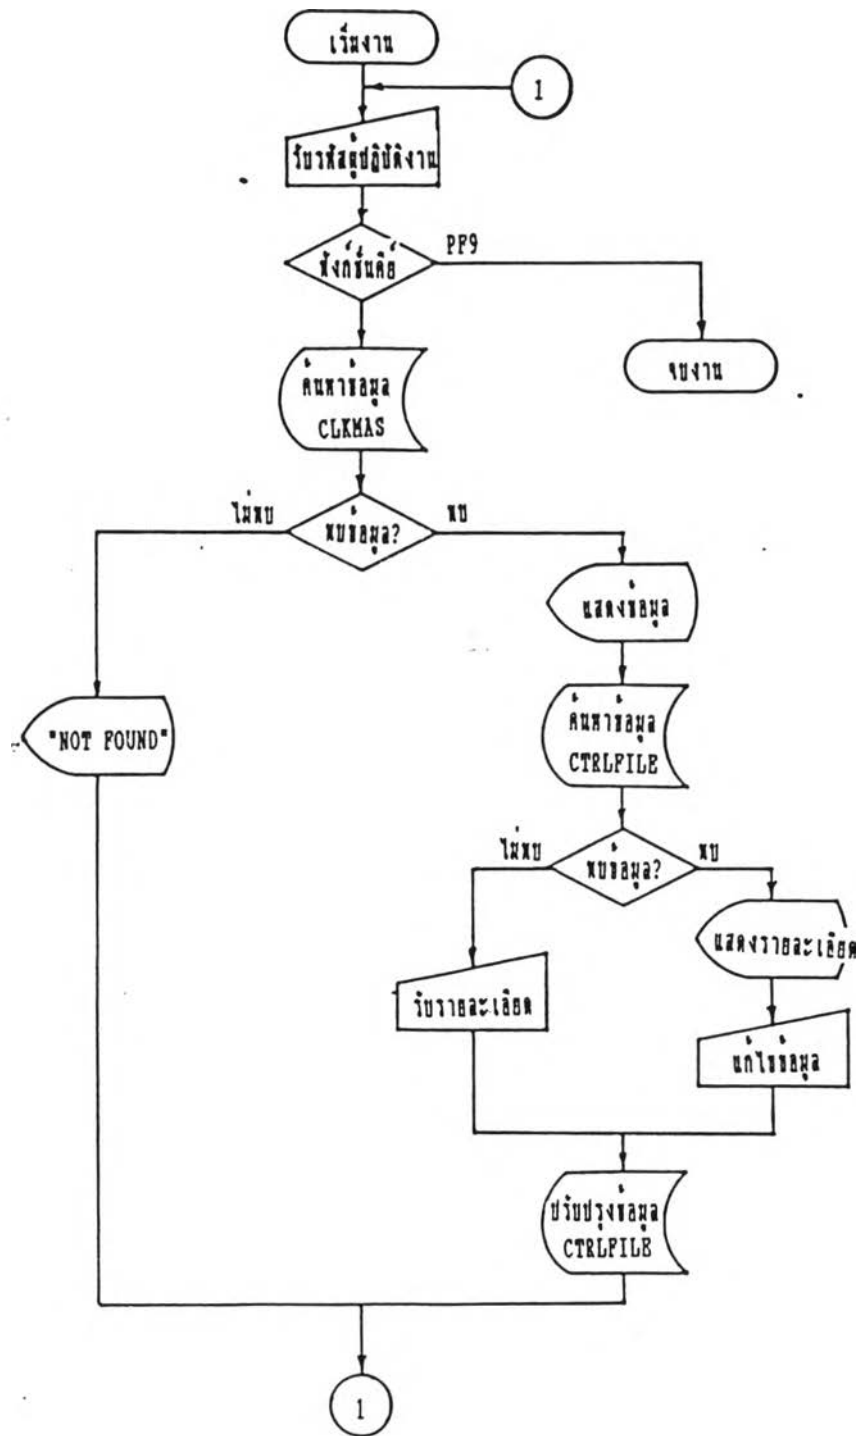 เริ่มงาน
1
รับรหัสผู้ปฏิบัติงาน
ฟังก์ชั่นคีย์
PF9
จบงาน
ค้นหาข้อมูล
CLKMAS
ไม่พบ
พบข้อมูล?
พบ
แสดงข้อมูล
"NOT FOUND"
ค้นหาข้อมูล
CTRLFILE
ไม่พบ
พบข้อมูล?
พบ
แสดงรายละเอียด
รับรายละเอียด
แก้ไขข้อมูล
ปรับปรุงข้อมูล
CTRLFILE
1